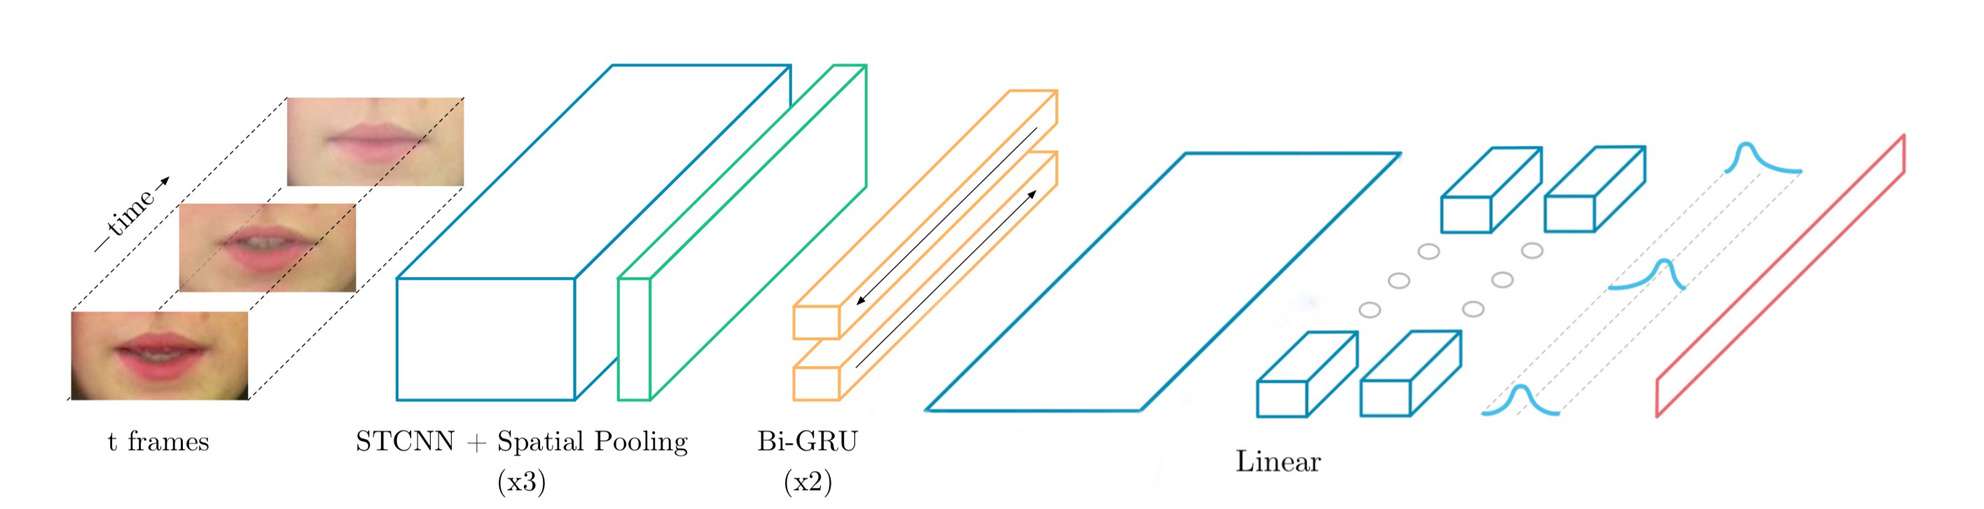 time
t frames
STCNN + Spatial Pooling
(x3)
Bi-GRU
(x2)
Linear